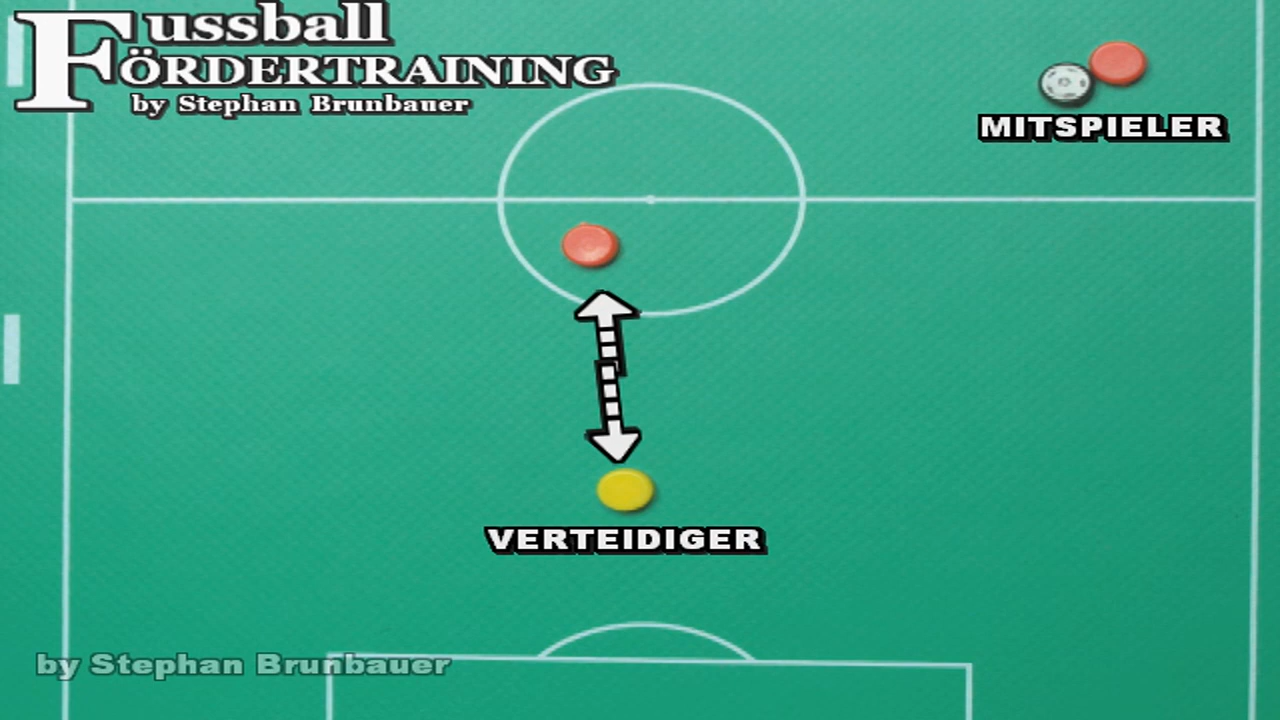 Fussball
FÖRDERTRAINING
by Stephan Brunbauer
MITSPIELER
VERTEIDIGER
by Stephan Brunbauer